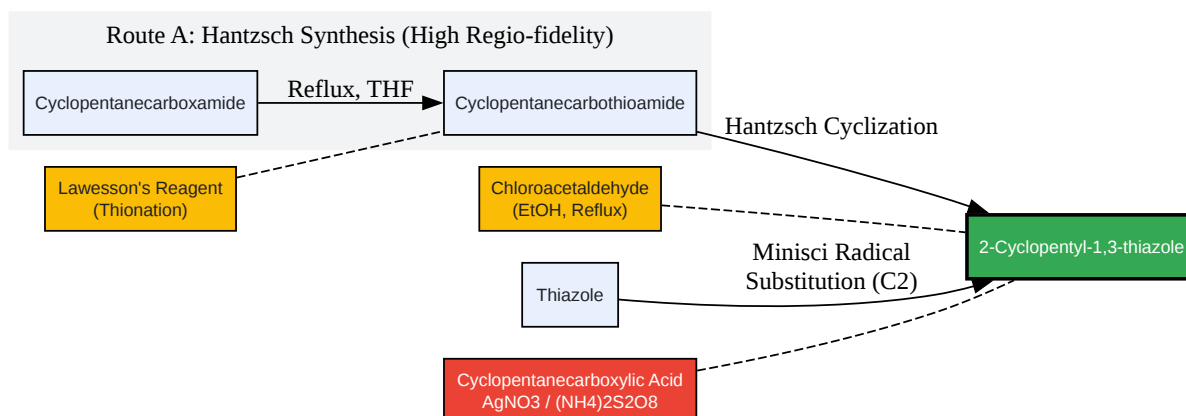 Route A: Hantzsch Synthesis (High Regio-fidelity)
Cyclopentanecarboxamide
Reflux, THF
Cyclopentanecarbothioamide
Hantzsch Cyclization
Lawesson's Reagent
(Thionation)
Chloroacetaldehyde
(EtOH, Reflux)
2-Cyclopentyl-1,3-thiazole
Minisci Radical
Substitution (C2)
Thiazole
Cyclopentanecarboxylic Acid
AgNO3 / (NH4)2S2O8